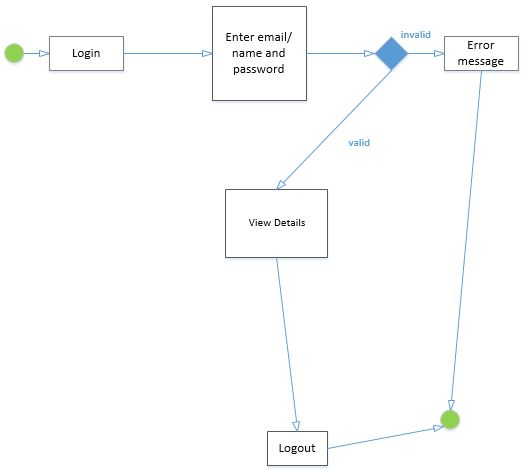 Login
Enter email/
name and
password
invalid
Error
message
valid
View Details
Logout